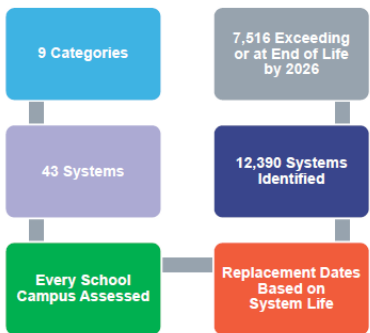 9 Categories
43 Systems
Every School
Campus Assessed
Replacement Dates
Based on
System Life
12,390 Systems
Identified
7,516 Exceeding
or at End of Life
by 2026